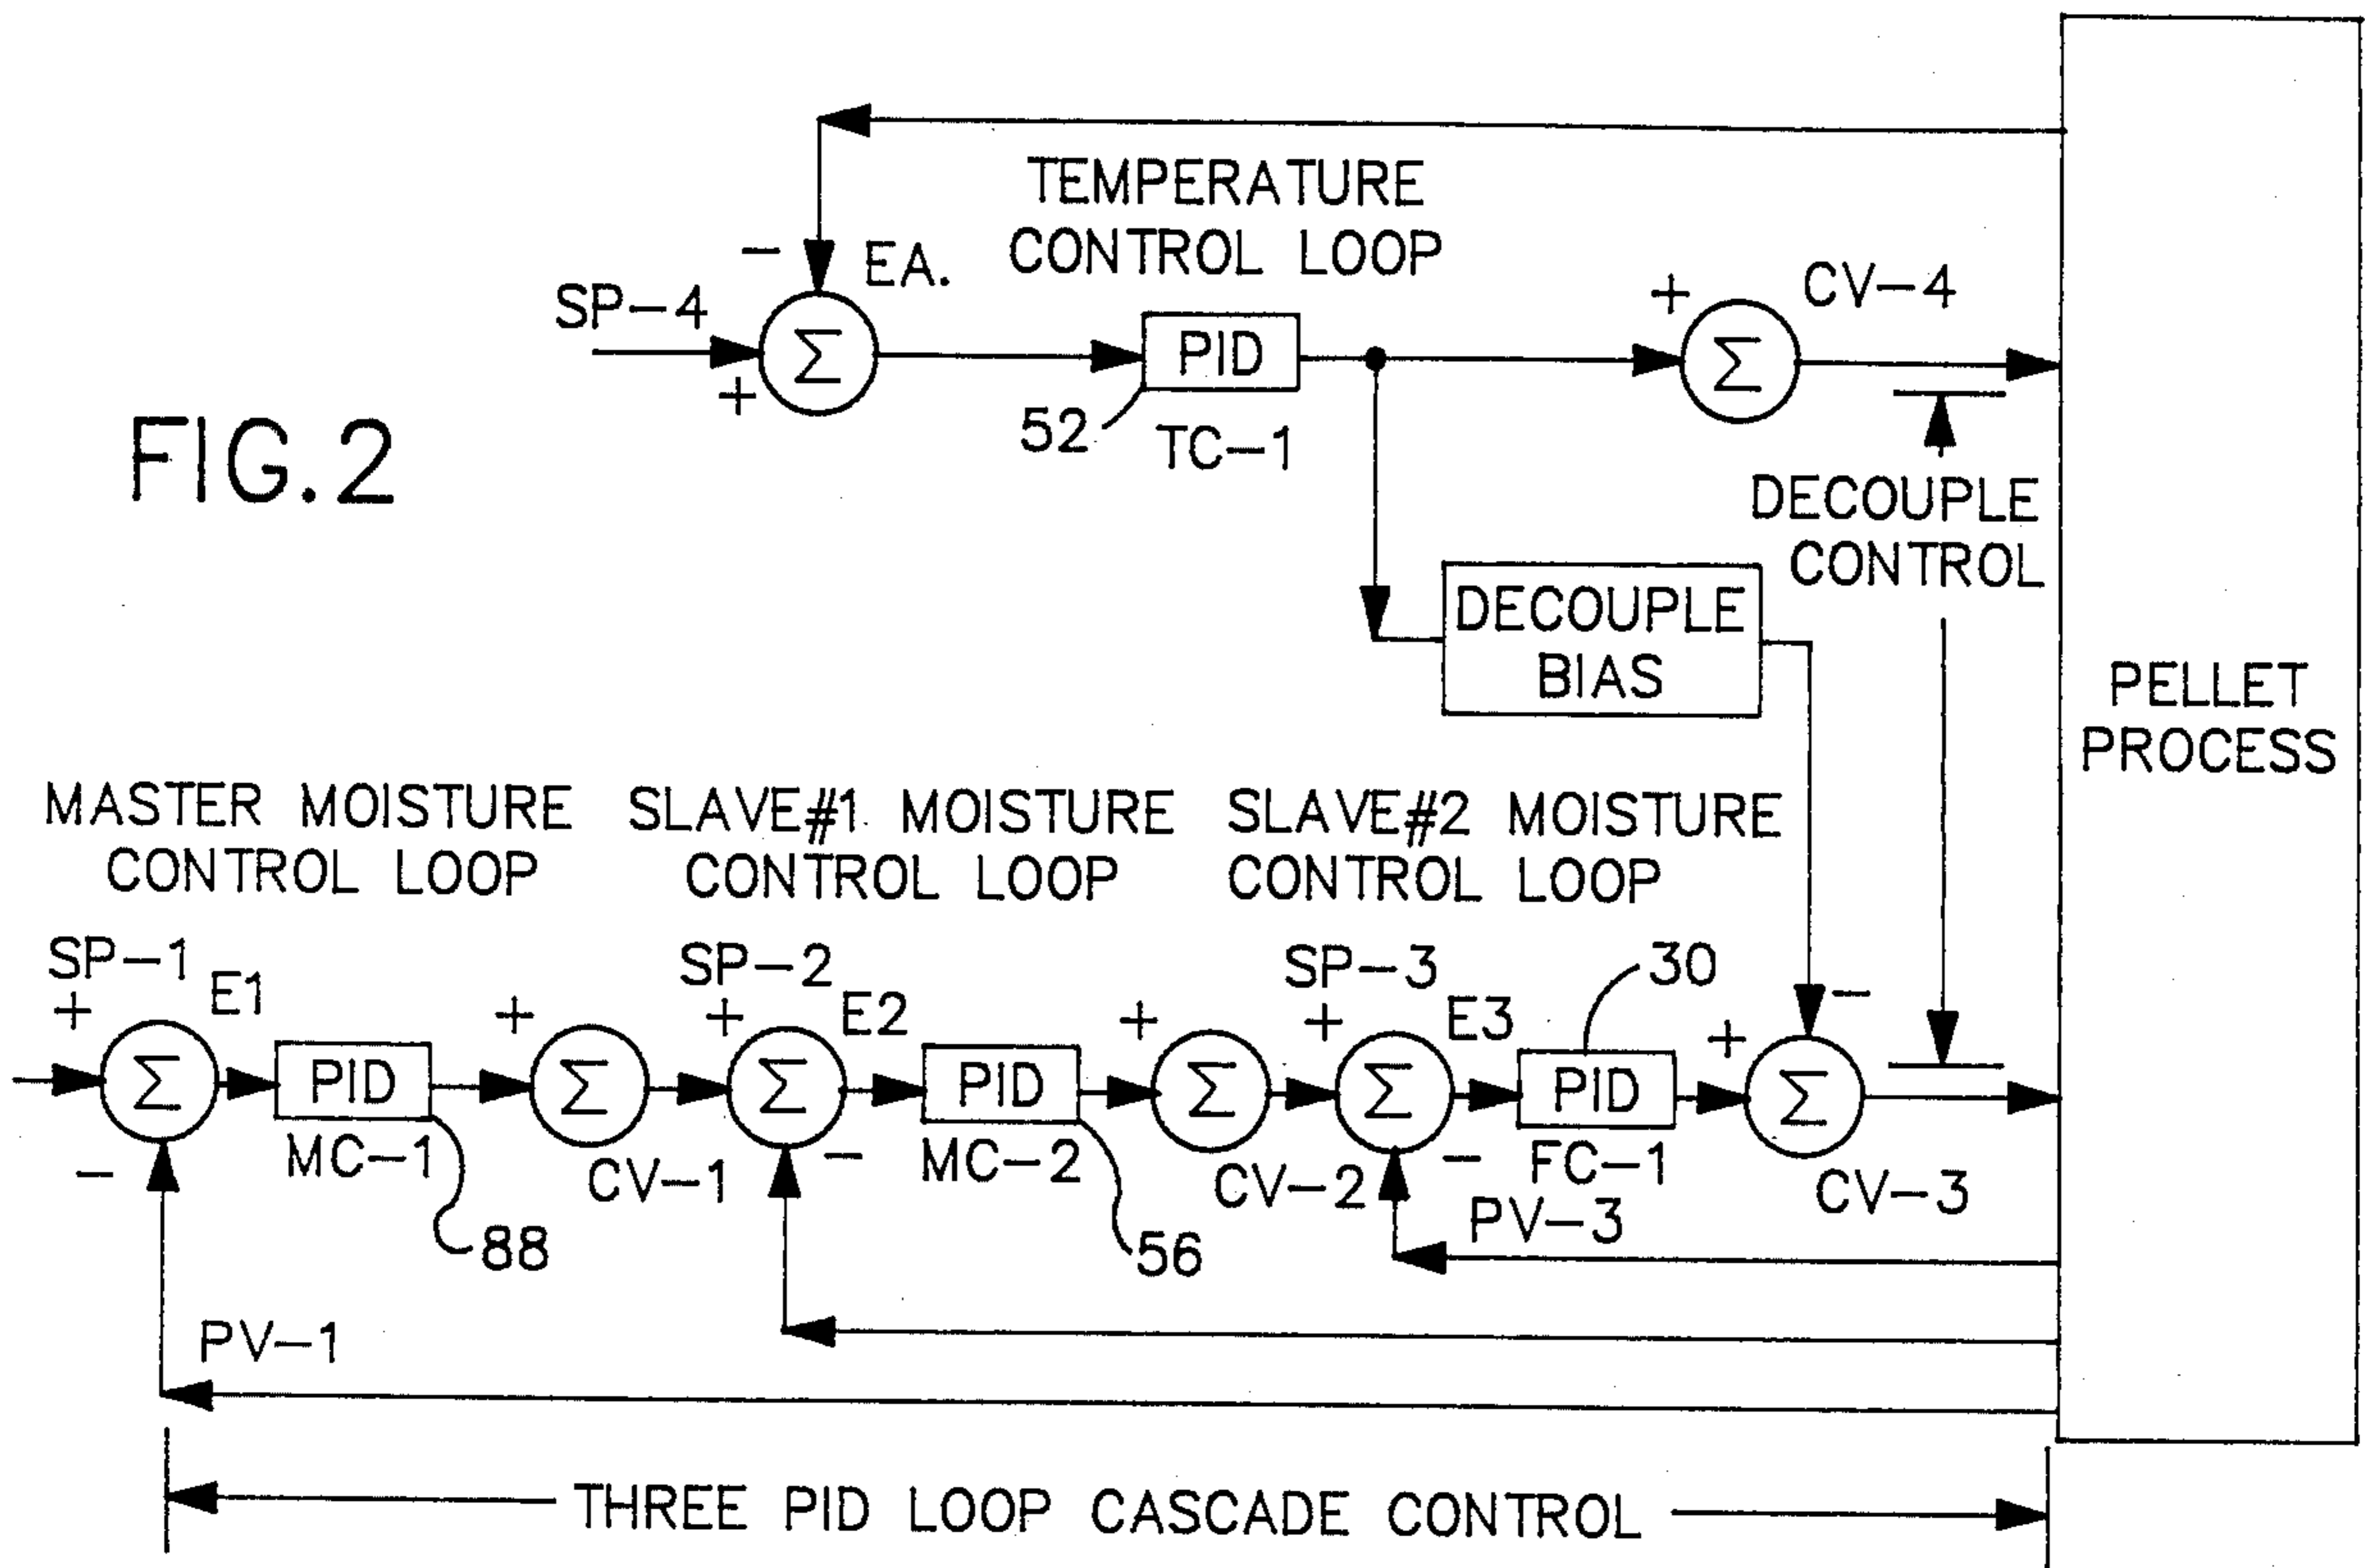 TEMPERATURE
CONTROL LOOP
- EA.
SP-4
+
Σ
PID
52
TC-1
+
Σ
CV-4
FIG.2
DECOUPLE
CONTROL
DECOUPLE
BIAS
PELLET
PROCESS
MASTER MOISTURE
CONTROL LOOP
SLAVE#1 MOISTURE
CONTROL LOOP
SLAVE#2 MOISTURE
CONTROL LOOP
SP-1
+
E1
Σ
-
PID
MC-1
88
+
Σ
CV-1
SP-2
+
E2
Σ
-
PID
MC-2
56
+
Σ
CV-2
SP-3
+
E3
Σ
-
30
PID
FC-1
+
-
Σ
CV-3
PV-3
PV-1
THREE PID LOOP CASCADE CONTROL